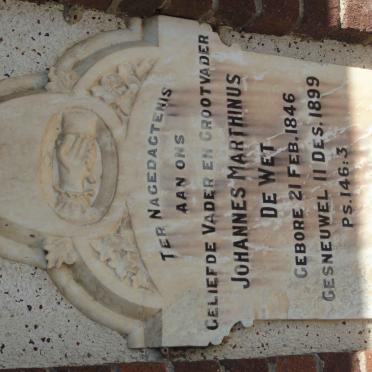 TER NAGEDACTENIS
AAN ONS
GELIEFDE VADER EN GROOTVADER
JOHANNES MARTHINUS
DE WET
GEBORE 21 FEB. 1846
GESNEUWEL 11 DES. 1899
PS. 146:3